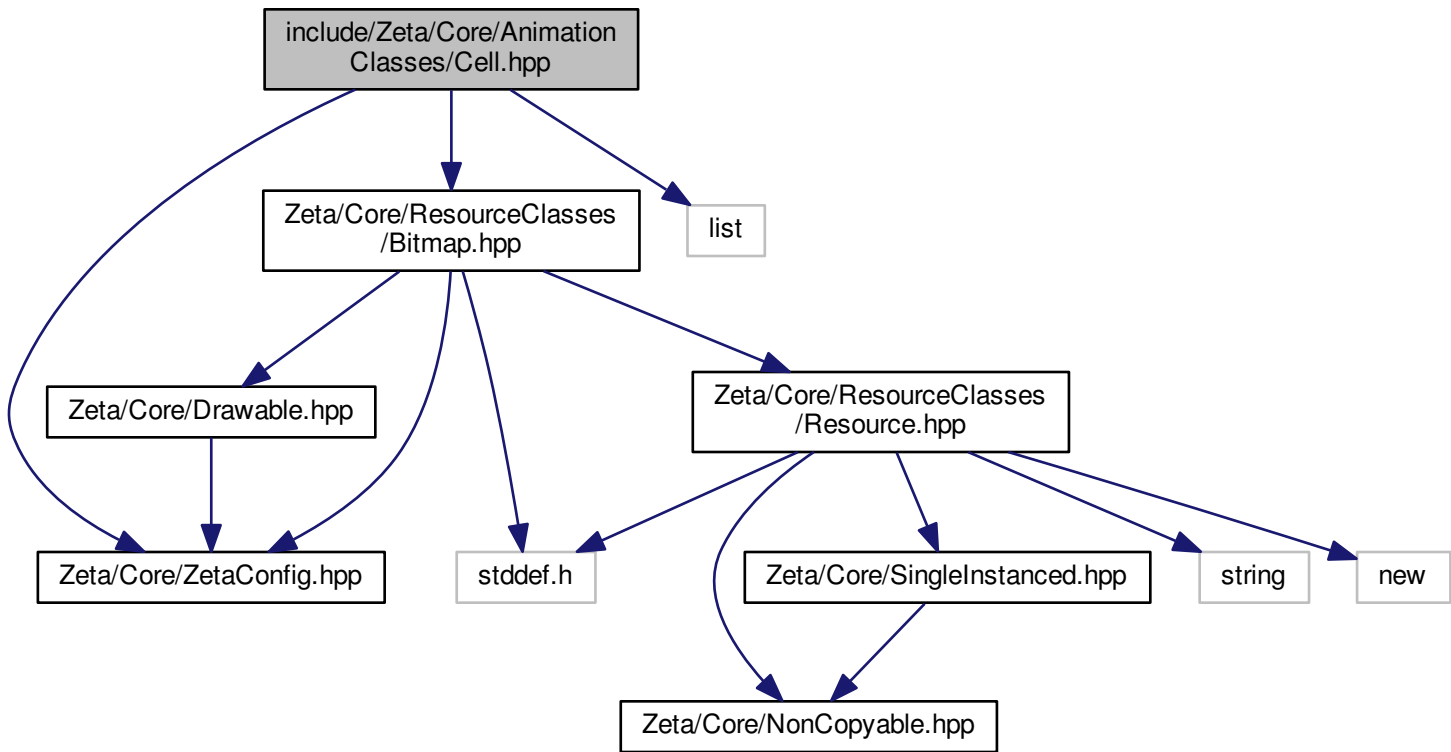 include/Zeta/Core/Animation
Classes/Cell.hpp
Zeta/Core/ResourceClasses
/Bitmap.hpp
list
Zeta/Core/Drawable.hpp
Zeta/Core/ResourceClasses
/Resource.hpp
Zeta/Core/ZetaConfig.hpp
stddef.h
Zeta/Core/SingleInstanced.hpp
string
new
Zeta/Core/NonCopyable.hpp